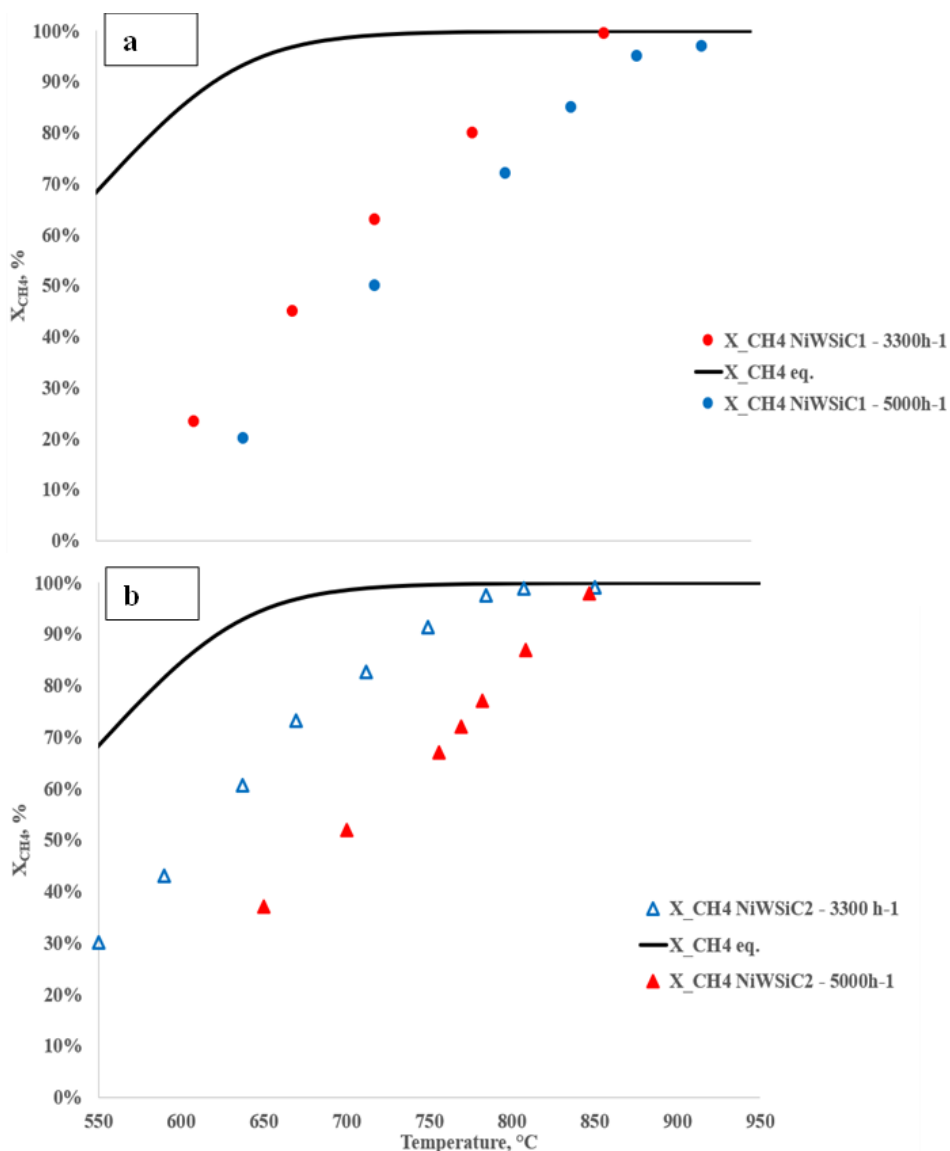 a
100%
90%
80%
70%
60%
50%
40%
30%
20%
10%
0%
X_CH4, %
X_CH4 NiWSiC1 - 3300h-1
X_CH4 eq.
X_CH4 NiWSiC1 - 5000h-1
b
100%
90%
80%
70%
60%
50%
40%
30%
20%
10%
0%
X_CH4, %
X_CH4 NiWSiC2 - 3300 h-1
X_CH4 eq.
X_CH4 NiWSiC2 - 5000h-1
550 600 650 700 750 800 850 900 950
Temperature, °C